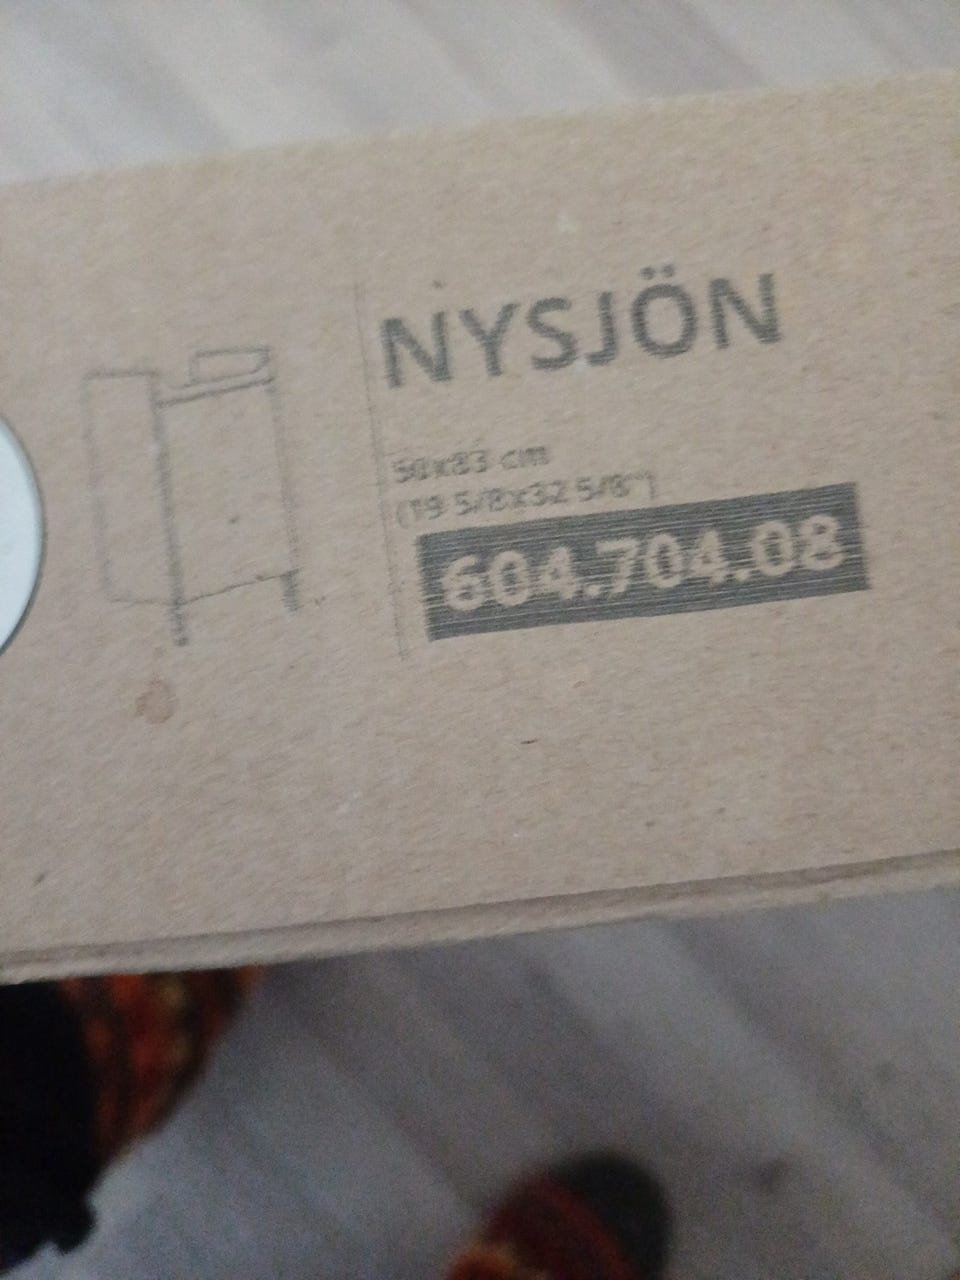 NYSJÖN
50x83 cm
(19 5/8x32 5/8")
604.704.08